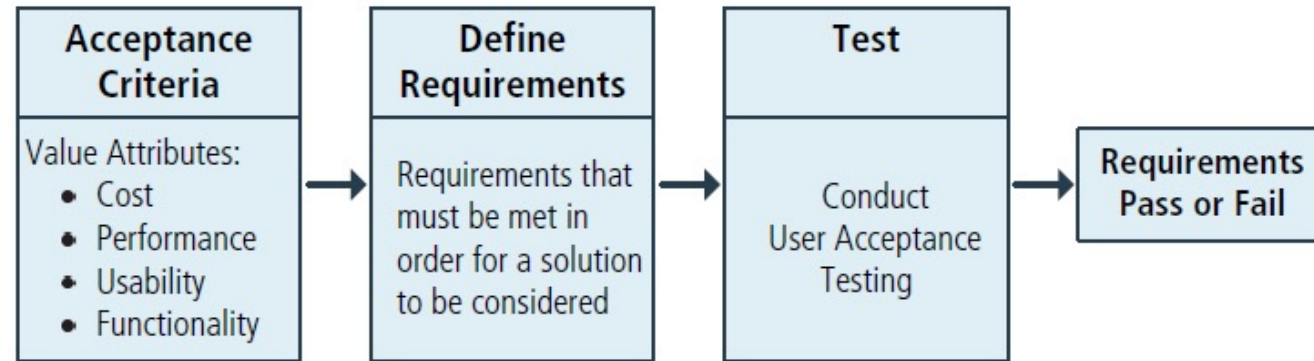 Acceptance
Criteria
Value Attributes:
• Cost
• Performance
• Usability
• Functionality
Define
Requirements
Requirements that
must be met in
order for a solution
to be considered
Test
Conduct
User Acceptance
Testing
Requirements
Pass or Fail